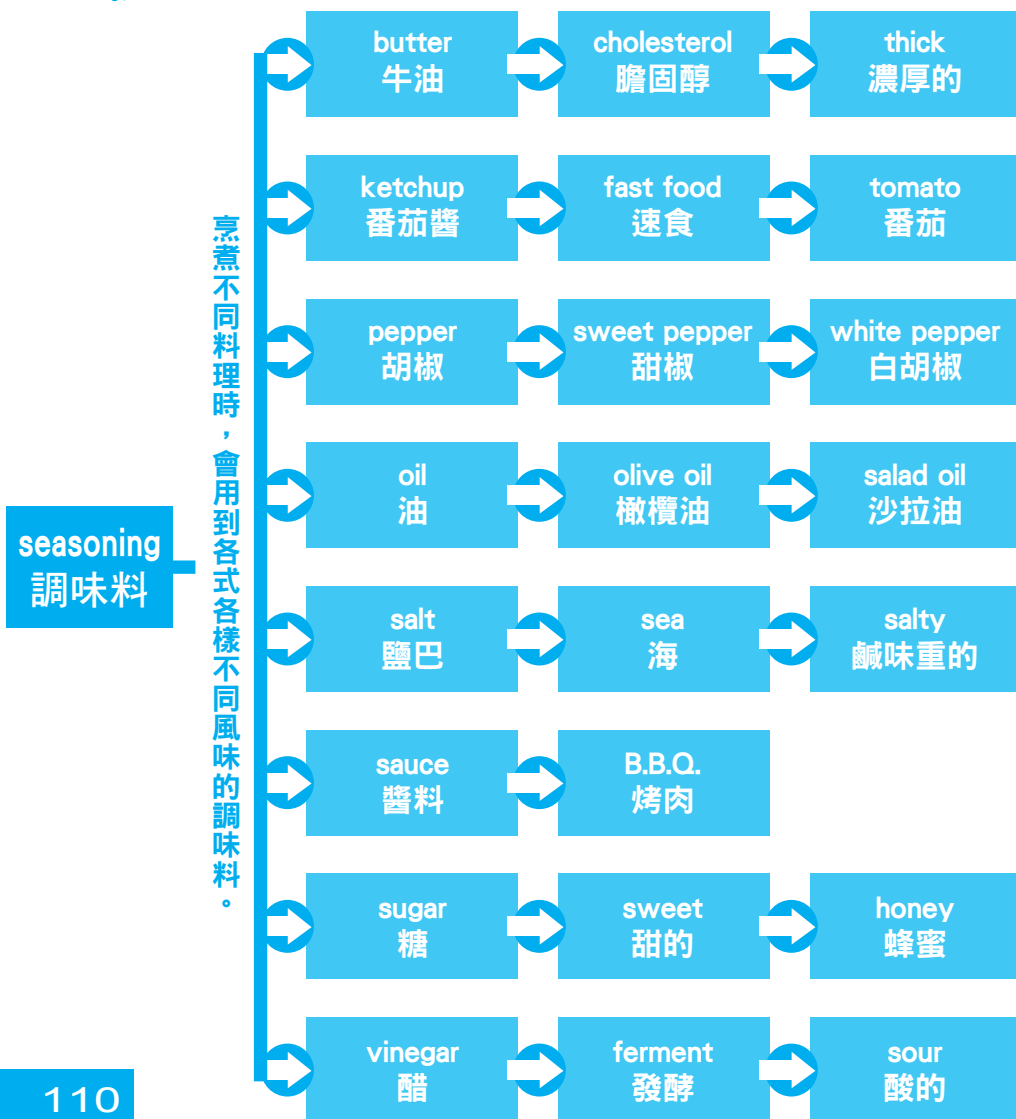 seasoning
調味料
烹煮不同料理時，會用到各式各樣不同風味的調味料。
butter
牛油
cholesterol
膽固醇
thick
濃厚的
ketchup
番茄醬
fast food
速食
tomato
番茄
pepper
胡椒
sweet pepper
甜椒
white pepper
白胡椒
oil
油
olive oil
橄欖油
salad oil
沙拉油
salt
鹽巴
sea
海
salty
鹹味重的
sauce
醬料
B.B.Q.
烤肉
sugar
糖
sweet
甜的
honey
蜂蜜
vinegar
醋
ferment
發酵
sour
酸的
110